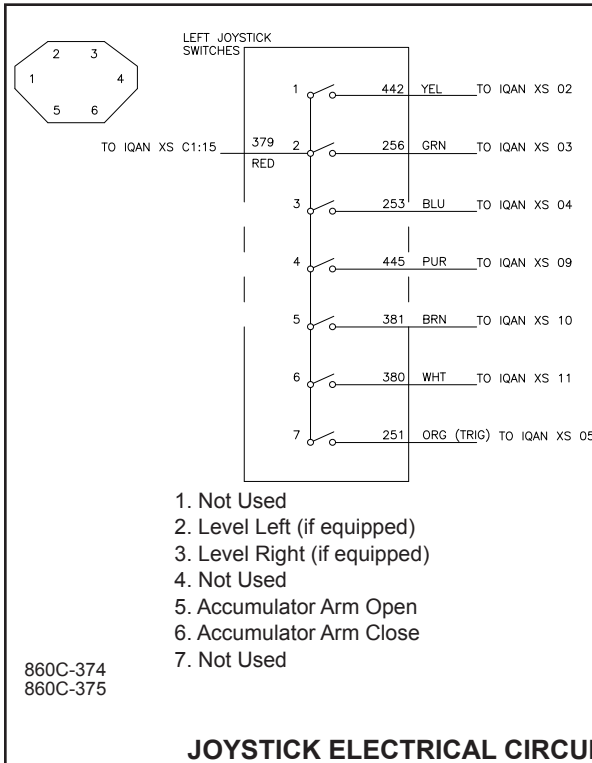 LEFT JOYSTICK
SWITCHES
2 3
1 4
5 6
1 442 YEL TO IQAN XS 02
TO IQAN XS C1:15 379 2 256 GRN TO IQAN XS 03
RED
3 253 BLU TO IQAN XS 04
4 445 PUR TO IQAN XS 09
5 381 BRN TO IQAN XS 10
6 380 WHT TO IQAN XS 11
7 251 ORG (TRIG) TO IQAN XS 05
1. Not Used
2. Level Left (if equipped)
3. Level Right (if equipped)
4. Not Used
5. Accumulator Arm Open
6. Accumulator Arm Close
7. Not Used
860C-374
860C-375
JOYSTICK ELECTRICAL